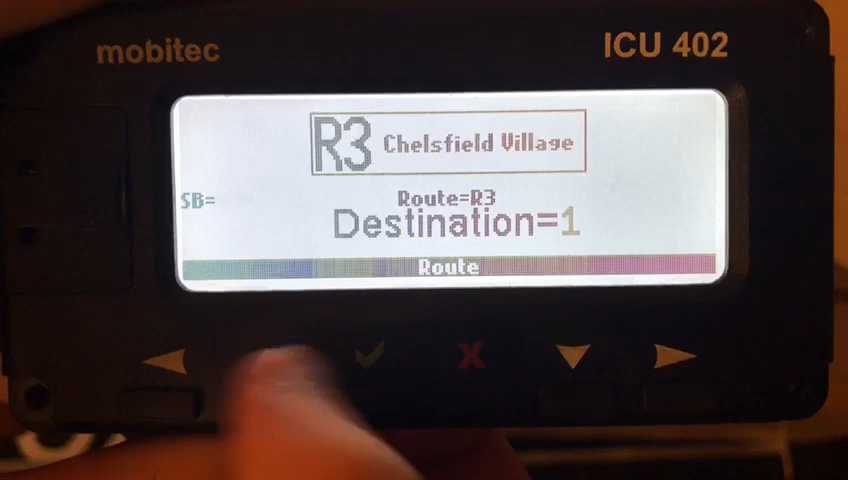 mobitec
ICU 402
R3 Chelsfield Village
SB=
Route=R3
Destination=1
Route